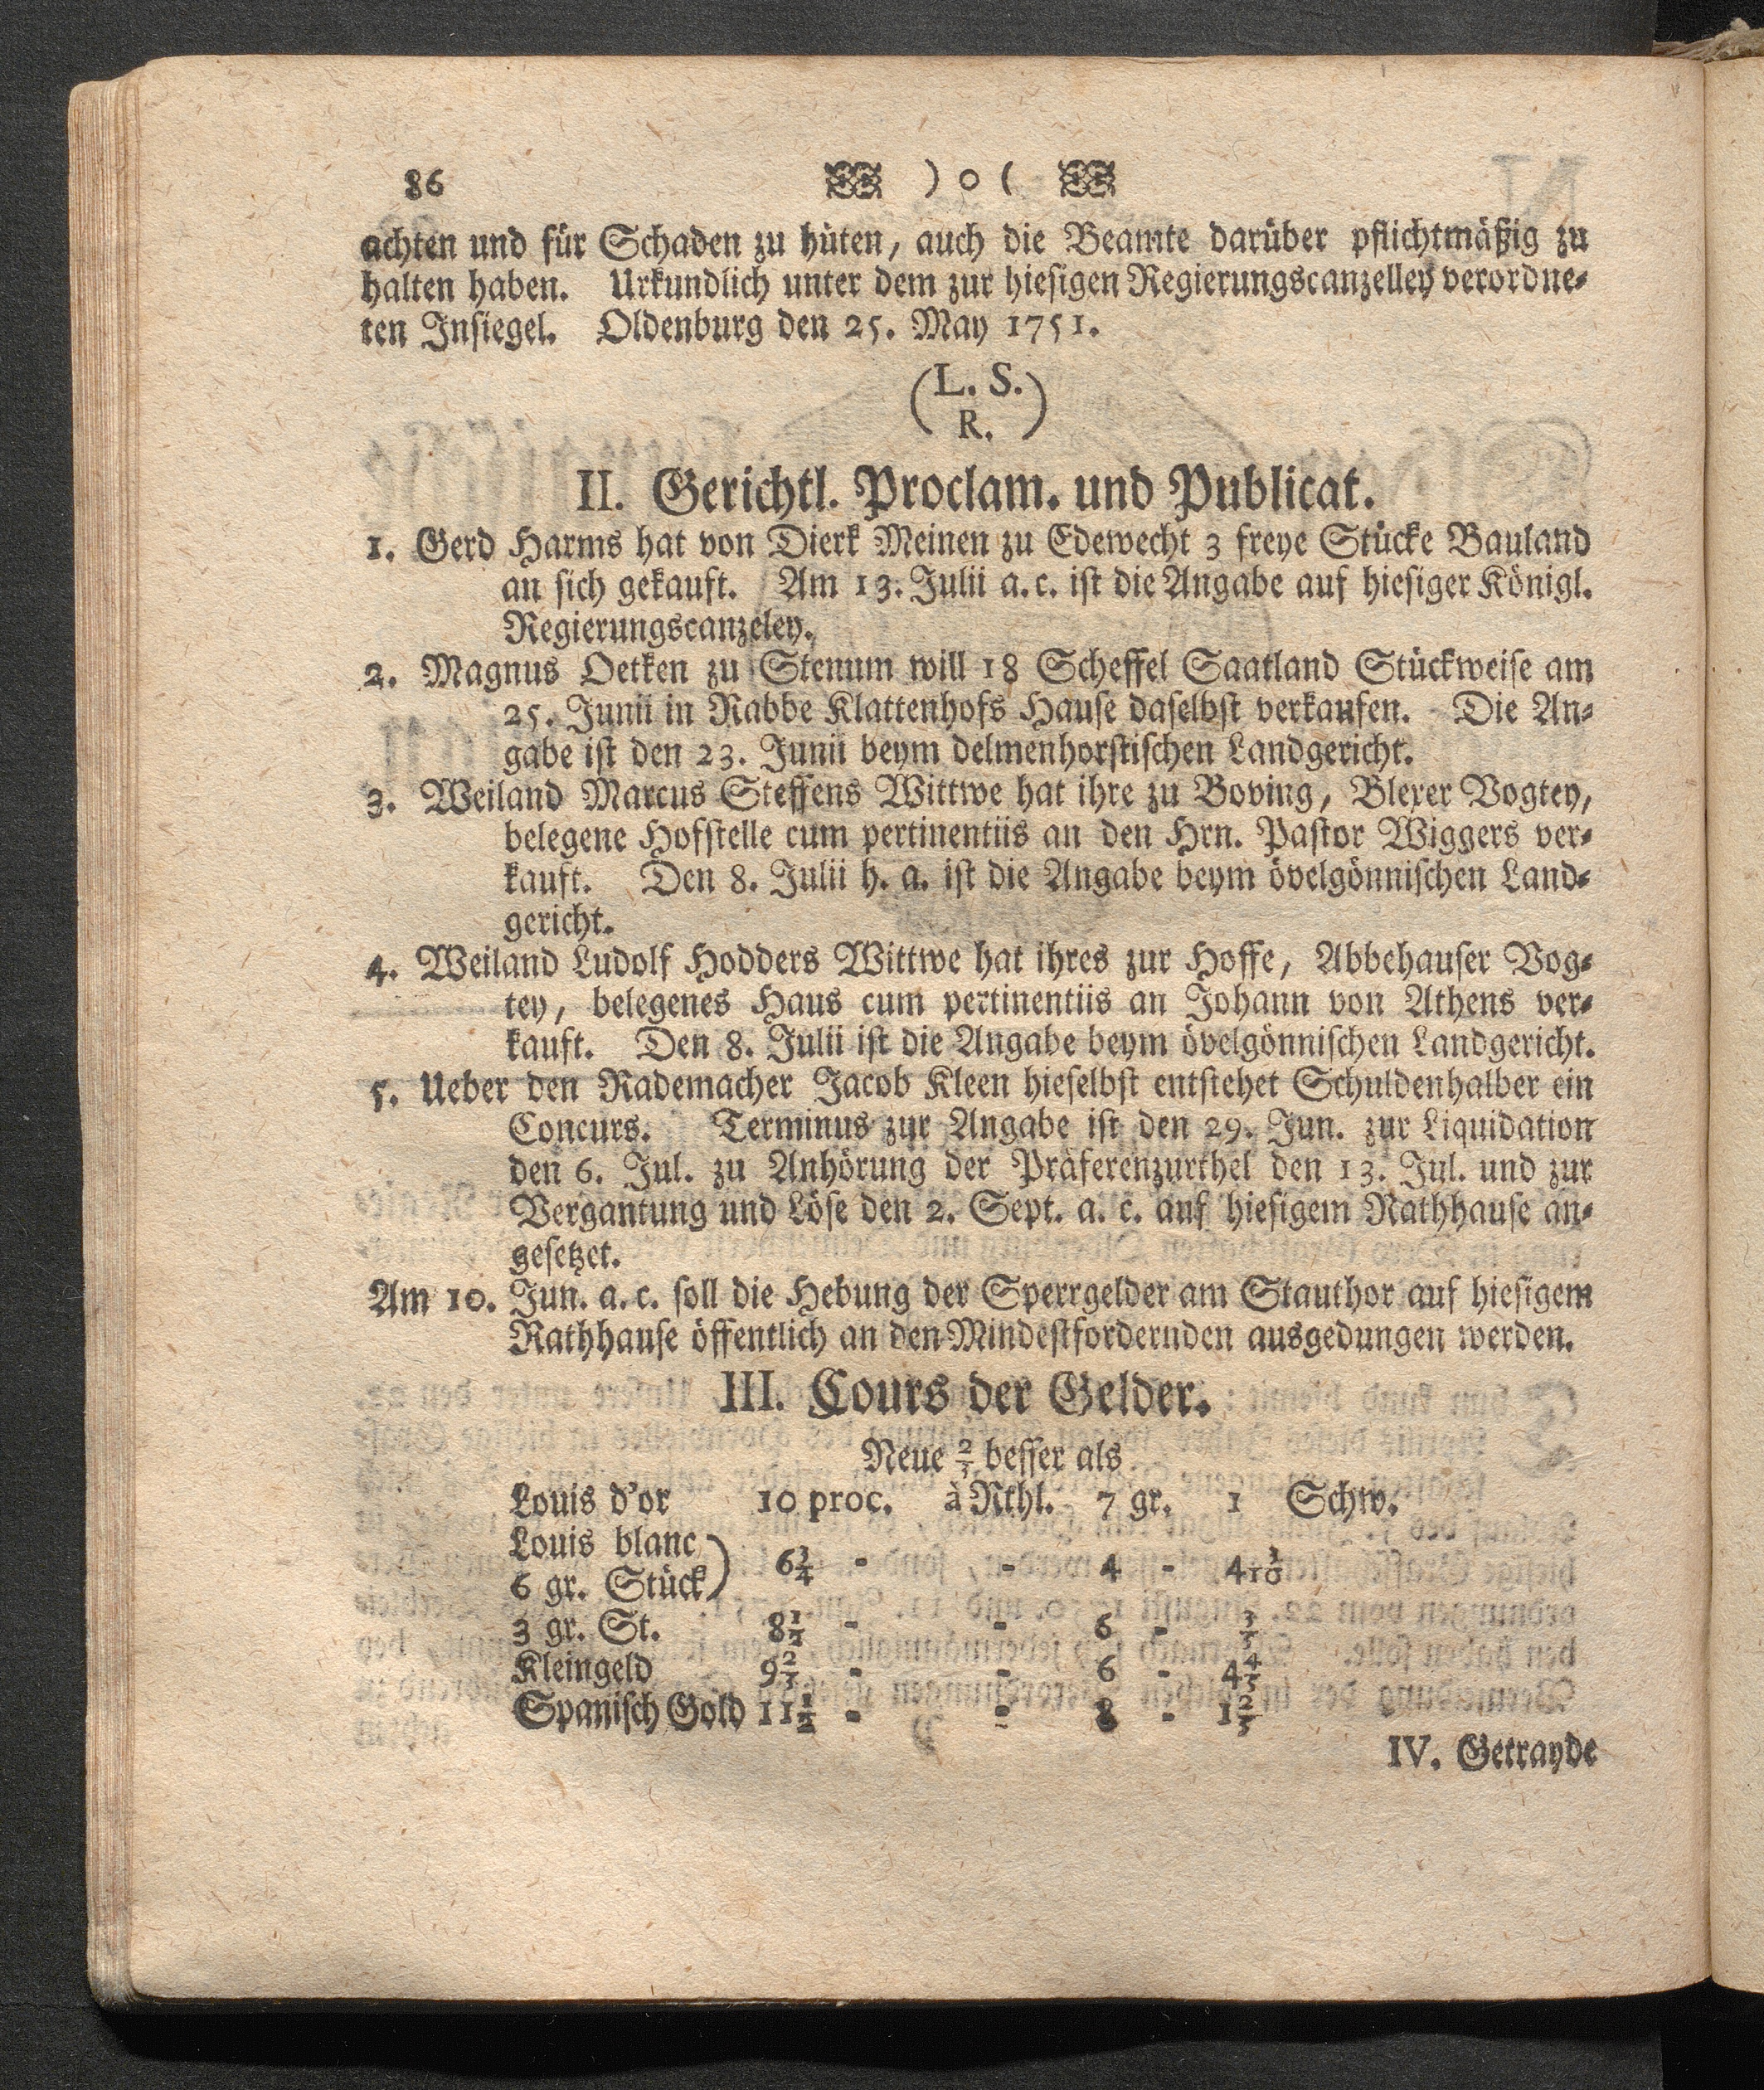 86 ) o (
achten und für Schaden zu hüten, auch die Beamte darüber pflichtmäßig zu
halten haben. Urkundlich unter dem zur hiesigen Regierungscanzelley verordne-
ten Insiegel. Oldenburg den 25. May 1751.
(L. S.)
R.
II. Gerichtl. Proclam. und Publicat.
1. Gerd Harms hat von Dierk Meinen zu Edewecht 3 freye Stücke Bauland
an sich gekauft. Am 13. Julii a. c. ist die Angabe auf hiesiger Königl.
Regierungscanzeley.
2. Magnus Oetken zu Stenum will 18 Scheffel Saatland Stückweise am
25. Junii in Rabbe Klattenhofs Hause daselbst verkaufen. Die An-
gabe ist den 23. Junii beym delmenhorstischen Landgericht.
3. Weiland Marcus Steffens Wittwe hat ihre zu Boving, Blexer Vogtey,
belegene Hofstelle cum pertinentiis an den Hrn. Pastor Wiggers ver-
kauft. Den 8. Julii h. a. ist die Angabe beym övelgönnischen Land-
gericht.
4. Weiland Ludolf Hodders Wittwe hat ihres zur Hoffe, Abbehauser Vog-
tey, belegenes Haus cum pertinentiis an Johann von Athens ver-
kauft. Den 8. Julii ist die Angabe beym övelgönnischen Landgericht.
5. Ueber den Rademacher Jacob Kleen hieselbst entstehet Schuldenhalber ein
Concurs. Terminus zur Angabe ist den 29. Jun. zur Liquidation
den 6. Jul. zu Anhörung der Präferenzurthel den 13. Jul. und zur
Vergantung und Löse den 2. Sept. a. c. auf hiesigem Rathhause an-
gesetzet.
Am 10. Jun. a. c. soll die Hebung der Sperrgelder am Stauthor auf hiesigem
Rathhause öffentlich an den Mindestfordernden ausgedungen werden.
III. Cours der Gelder.
Neue 2/3 besser als
Louis d'or 10 proc. à Rthl. 7 gr. 1 Schw.
Louis blanc )
6 gr. Stück ) 6 3/4 - - 4 - 4 3/10
3 gr. St. 8 1/2 - - 6 - 3/5
Kleingeld 9 2/3 - - 6 - 4 4/5
Spanisch Gold 11 1/2 - - 8 - 1 2/5
IV. Getrayde